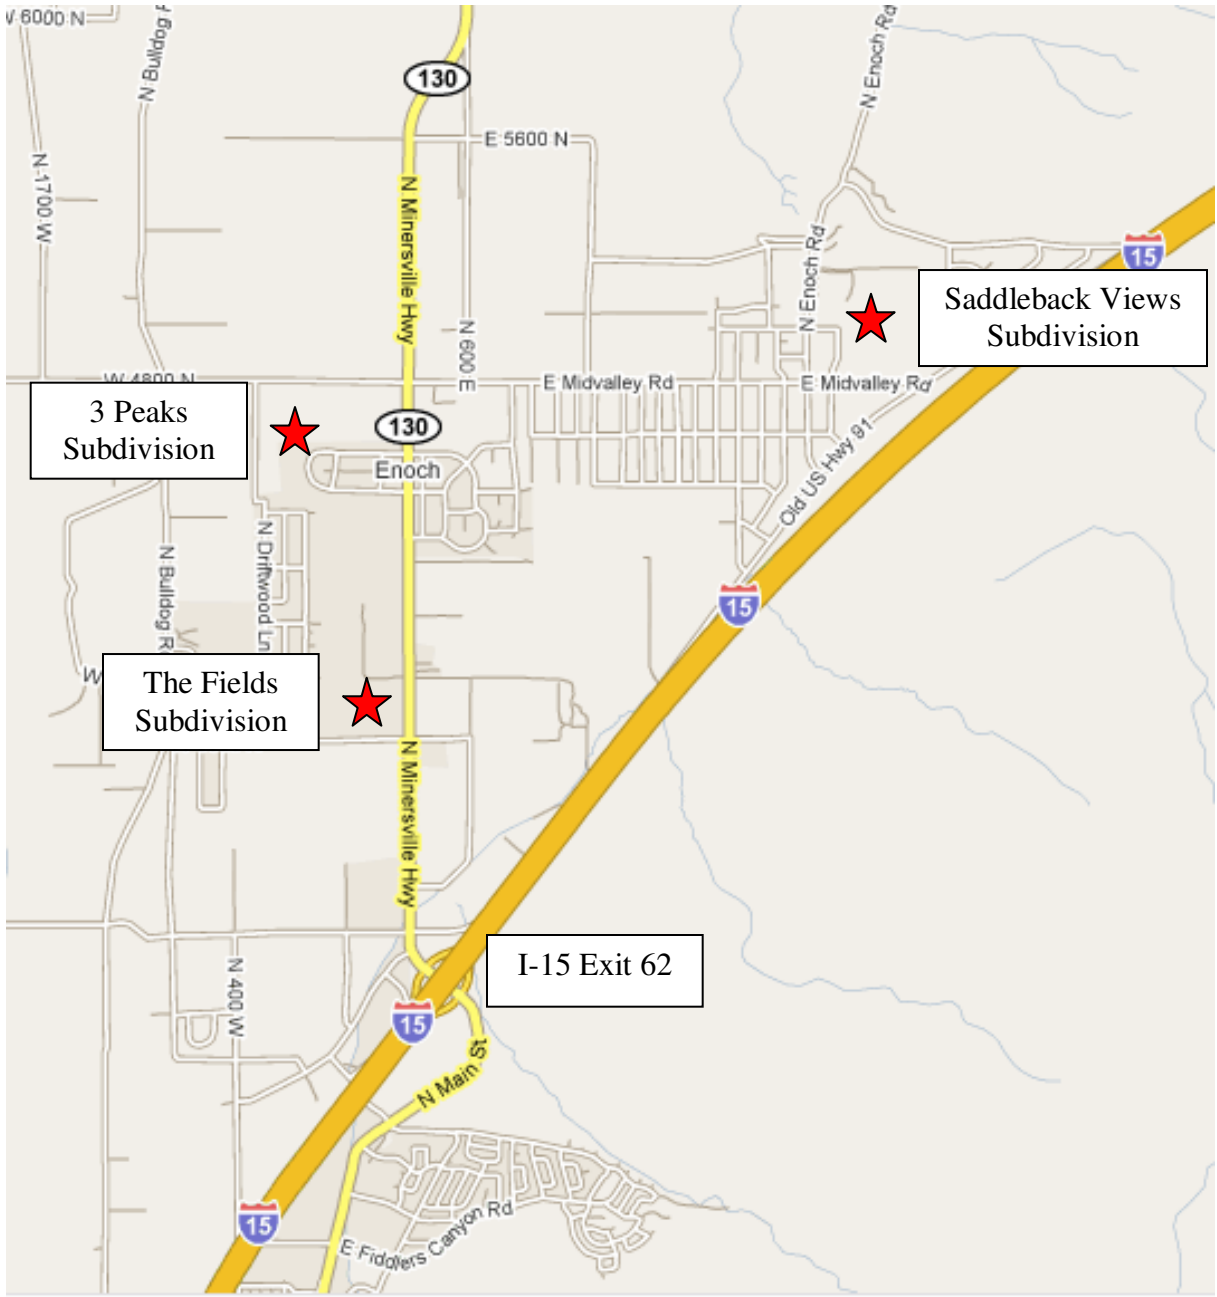 W 6000 N
N Bulldog R
130
N Enoch Rd
E 5600 N
N 1700 W
N Minersville Hwy
N Enoch Rd
15
Saddleback Views
Subdivision
N 600 E
W 4800 N
E Midvalley Rd
E Midvalley Rd
3 Peaks
Subdivision
130
Enoch
Old US Hwy 91
N Driftwood Ln
N Bulldog R
15
W
The Fields
Subdivision
N Minersville Hwy
I-15 Exit 62
N 400 W
15
N Main St
15
E Fiddlers Canyon Rd